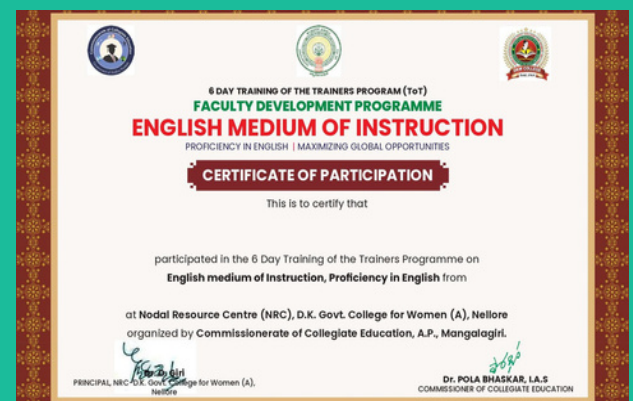 6 DAY TRAINING OF THE TRAINERS PROGRAM (ToT)
FACULTY DEVELOPMENT PROGRAMME
ENGLISH MEDIUM OF INSTRUCTION
PROFICIENCY IN ENGLISH | MAXIMIZING GLOBAL OPPORTUNITIES
CERTIFICATE OF PARTICIPATION
This is to certify that
participated in the 6 Day Training of the Trainers Programme on
English medium of Instruction, Proficiency in English from
at Nodal Resource Centre (NRC), D.K. Govt. College for Women (A), Nellore
organized by Commissionerate of Collegiate Education, A.P., Mangalagiri.
Giri
PRINCIPAL, NRC-D.K. Govt. College for Women (A),
Nellore
Dr. POLA BHASKAR, I.A.S
COMMISSIONER OF COLLEGIATE EDUCATION